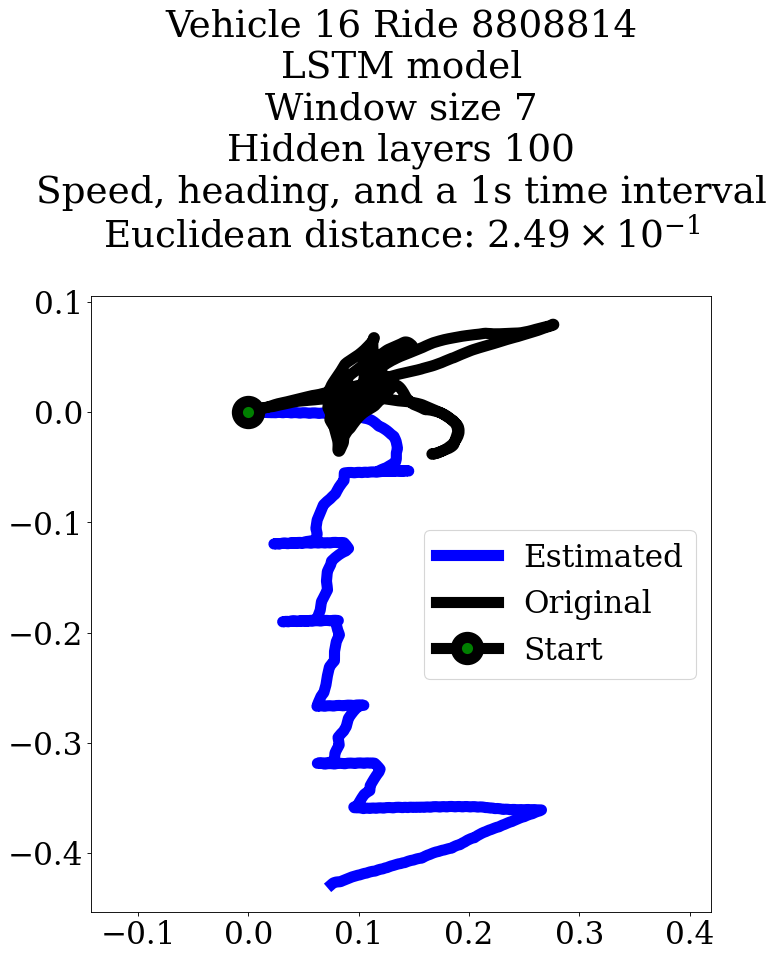 Vehicle 16 Ride 8808814
LSTM model
Window size 7
Hidden layers 100
Speed, heading, and a 1s time interval
Euclidean distance: 2.49 × 10⁻¹
0.1
0.0
−0.1
−0.2
−0.3
−0.4
Estimated
Original
Start
−0.1 0.0 0.1 0.2 0.3 0.4